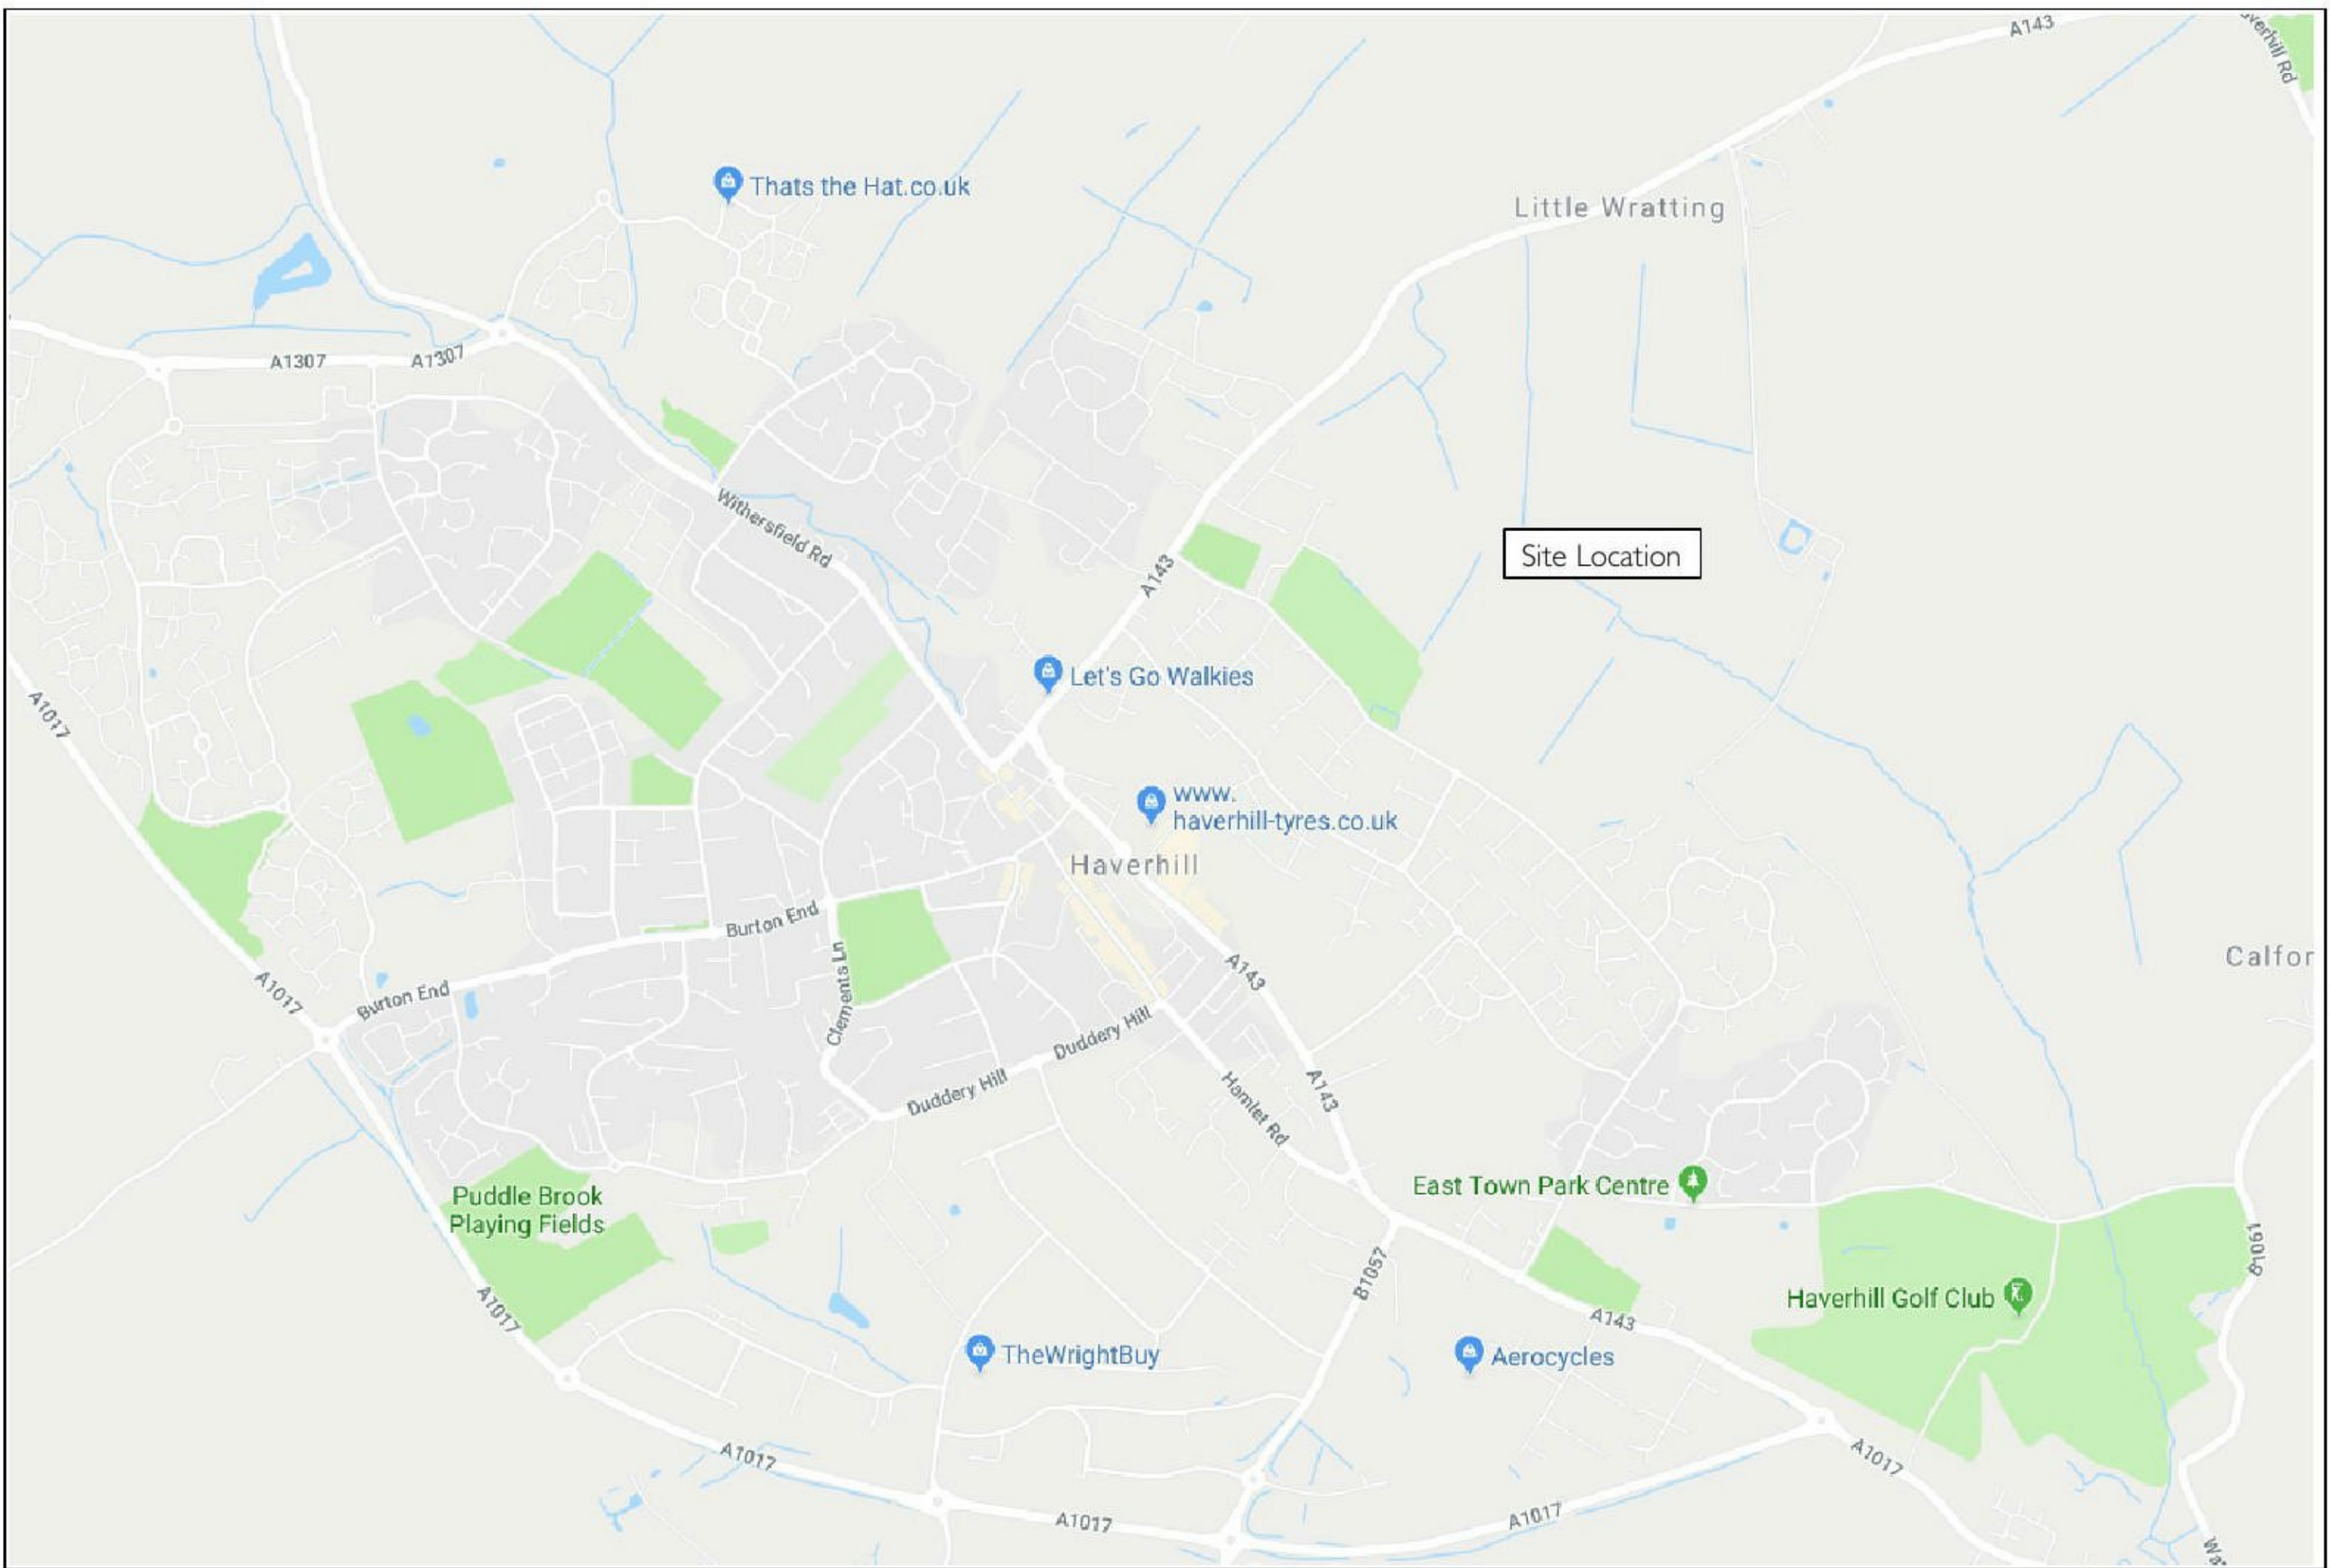 A143
Thats the Hat.co.uk
Little Wratting
A1307
A1307
Withersfield Rd
Site Location
A143
Let's Go Walkies
A1017
www.
haverhill-tyres.co.uk
Haverhill
Burton End
Clements Ln
A143
Calfor
A1017
Burton End
Duddery Hill
Duddery Hill
Hamlet Rd
A143
East Town Park Centre
Puddle Brook
Playing Fields
B1061
B1057
Haverhill Golf Club
A1017
A143
TheWrightBuy
Aerocycles
A1017
A1017
A1017
A1017